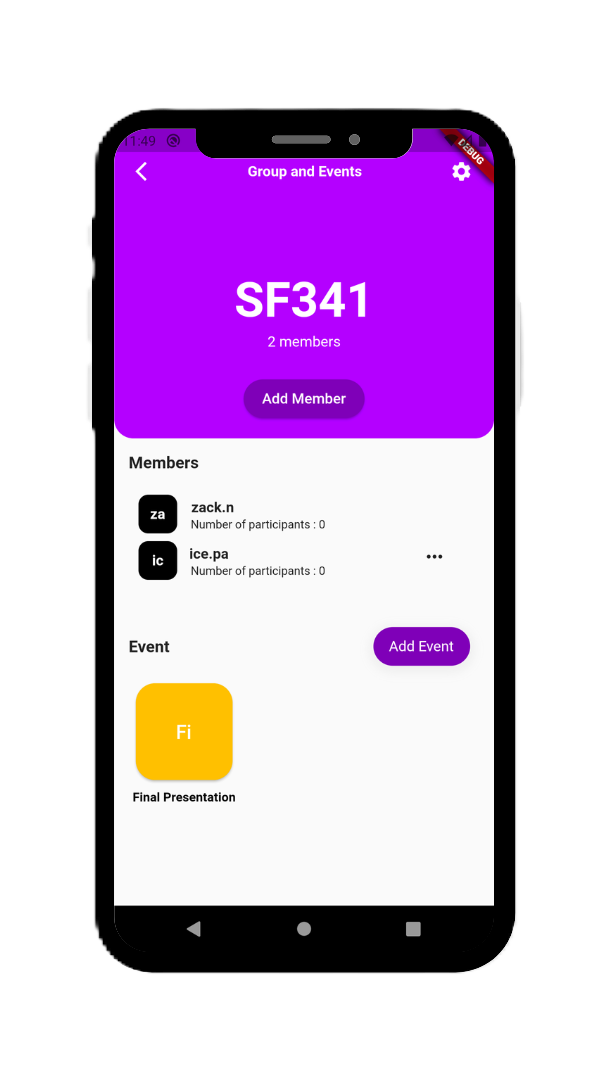 11:49
DEBUG
Group and Events
SF341
2 members
Add Member
Members
za
zack.n
Number of participants : 0
ic
ice.pa
Number of participants : 0
Event
Add Event
Fi
Final Presentation